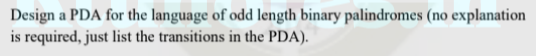 Design a PDA for the language of odd length binary palindromes (no explanation
is required, just list the transitions in the PDA).